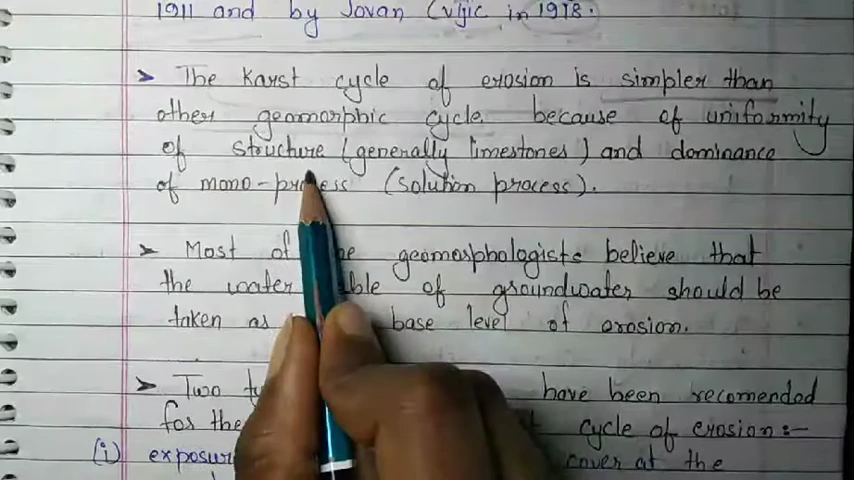 1911 and by Jovan Cvijic in 1918.
➤ The Karst cycle of erosion is simpler than
other geomorphic cycle. because of uniformity
of structure (generally limestones) and dominance
of mono-process (solution process).
➤ Most of geomorphologists believe that
the water of groundwater should be
taken as base level of erosion.
➤ Two have been recomended
for the cycle of erosion:-
(i) cover at the